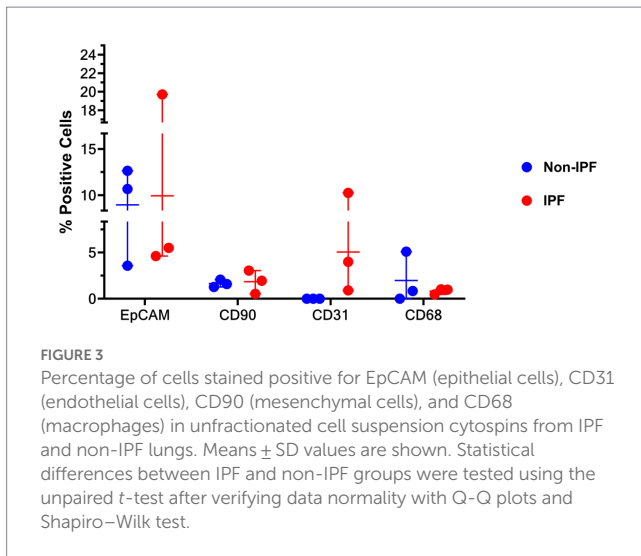 24
22
20
18
15
10
5
0
% Positive Cells
EpCAM CD90 CD31 CD68
Non-IPF
IPF
FIGURE 3
Percentage of cells stained positive for EpCAM (epithelial cells), CD31
(endothelial cells), CD90 (mesenchymal cells), and CD68
(macrophages) in unfractionated cell suspension cytospins from IPF
and non-IPF lungs. Means ± SD values are shown. Statistical
differences between IPF and non-IPF groups were tested using the
unpaired t-test after verifying data normality with Q-Q plots and
Shapiro–Wilk test.